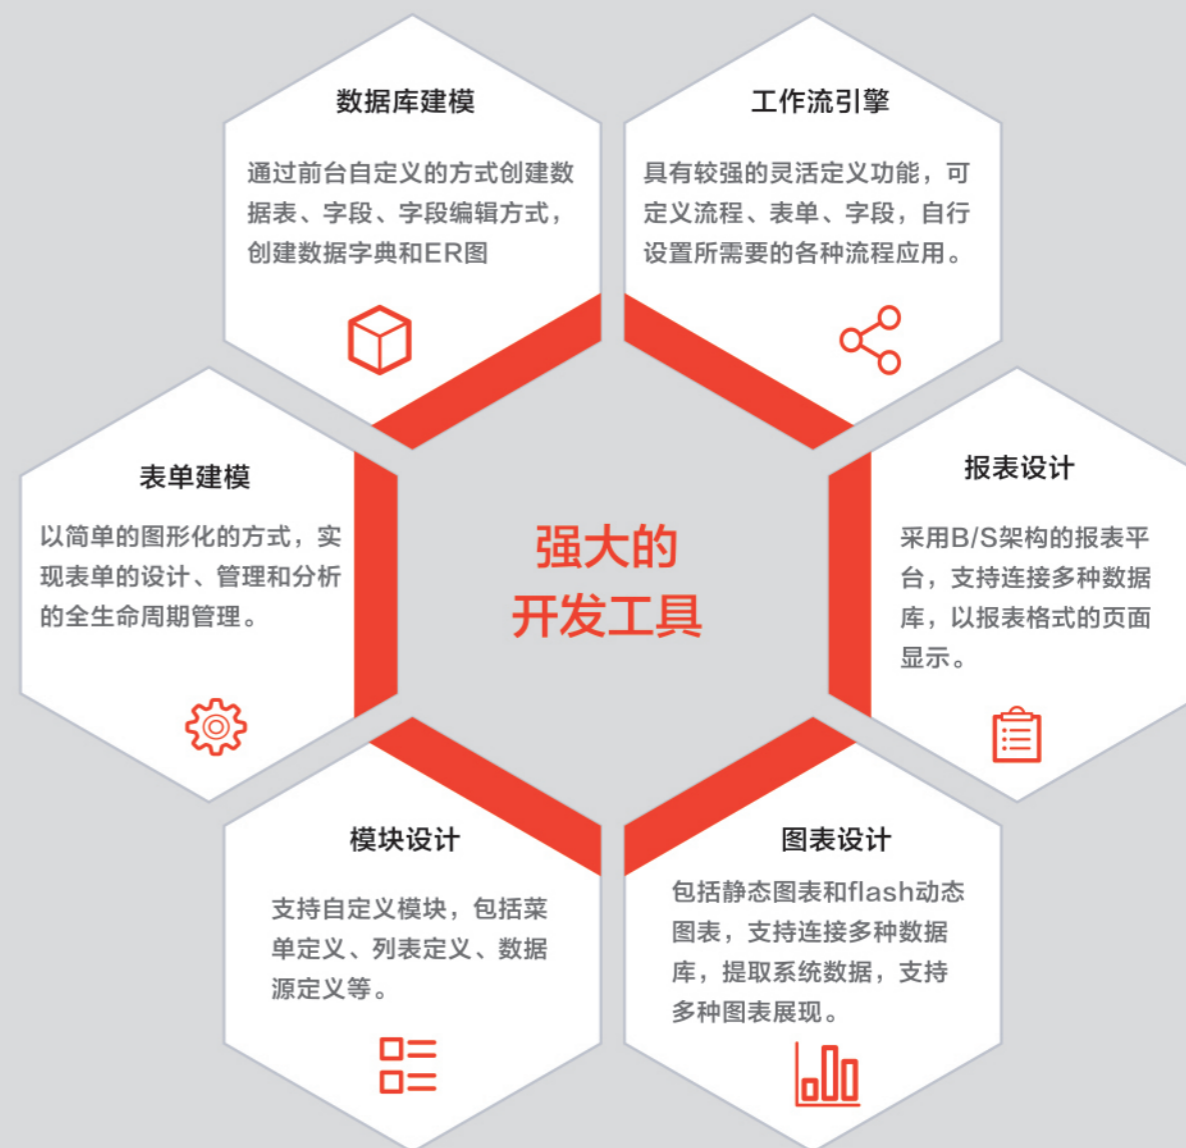 数据库建模
通过前台自定义的方式创建数
据表、字段、字段编辑方式，
创建数据字典和ER图
工作流引擎
具有较强的灵活定义功能，可
定义流程、表单、字段，自行
设置所需要的各种流程应用。
表单建模
以简单的图形化的方式，实
现表单的设计、管理和分析
的全生命周期管理。
强大的
开发工具
报表设计
采用B/S架构的报表平
台，支持连接多种数据
库，以报表格式的页面
显示。
模块设计
支持自定义模块，包括菜
单定义、列表定义、数据
源定义等。
图表设计
包括静态图表和flash动态
图表，支持连接多种数据
库，提取系统数据，支持
多种图表展现。